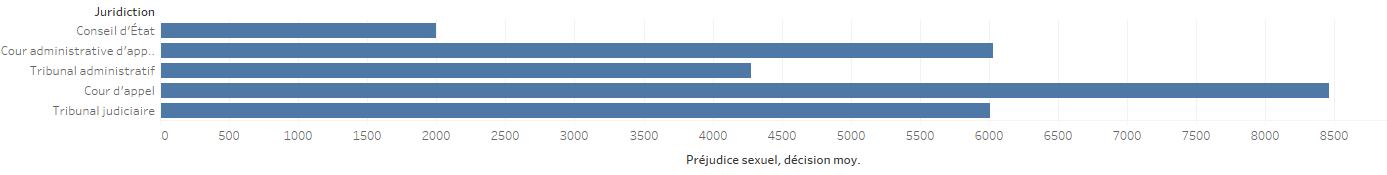 Juridiction
Conseil d’État
Cour administrative d’app..
Tribunal administratif
Cour d’appel
Tribunal judiciaire
0 500 1000 1500 2000 2500 3000 3500 4000 4500 5000 5500 6000 6500 7000 7500 8000 8500
Préjudice sexuel, décision moy.